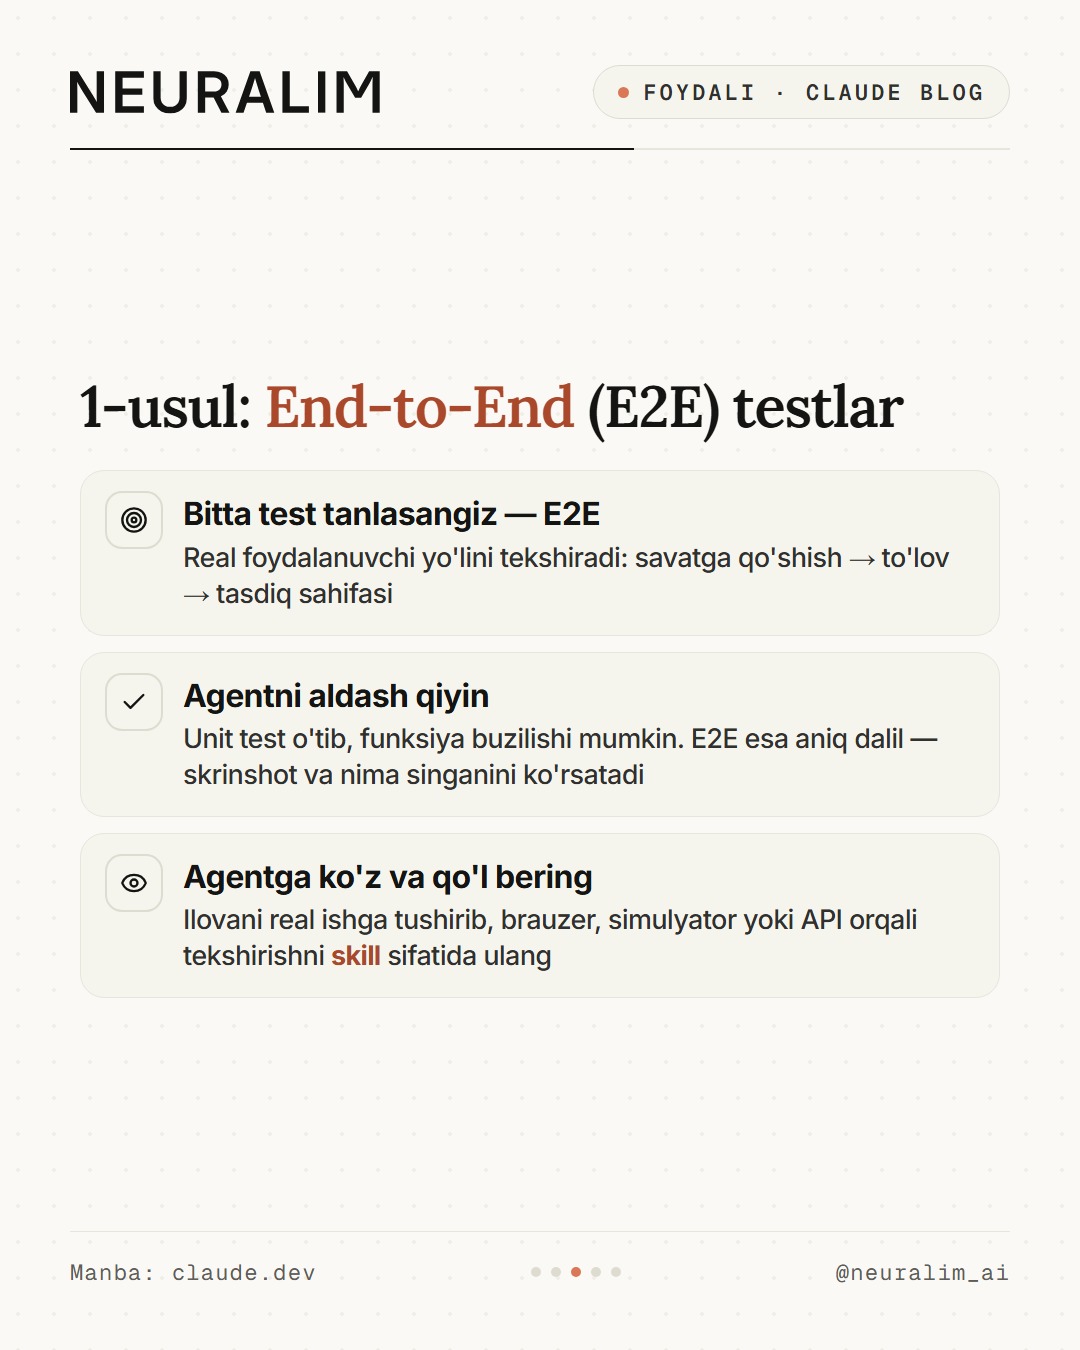 NEURALIM
FOYDALI · CLAUDE BLOG
1-usul: End-to-End (E2E) testlar
Bitta test tanlasangiz — E2E
Real foydalanuvchi yo'lini tekshiradi: savatga qo'shish → to'lov
→ tasdiq sahifasi
Agentni aldash qiyin
Unit test o'tib, funksiya buzilishi mumkin. E2E esa aniq dalil —
skrinshot va nima singanini ko'rsatadi
Agentga ko'z va qo'l bering
Ilovani real ishga tushirib, brauzer, simulyator yoki API orqali
tekshirishni skill sifatida ulang
Manba: claude.dev
@neuralim_ai